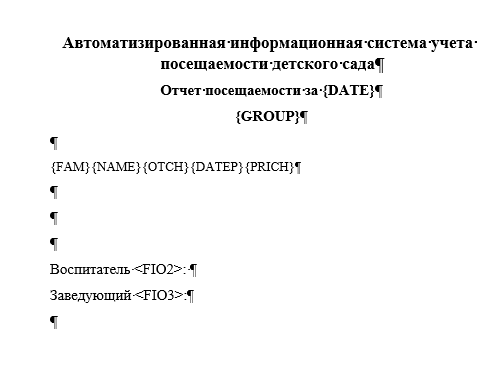 Автоматизированная·информационная·система·учета·
посещаемости·детского·сада¶
Отчет·посещаемости·за·{DATE}¶
{GROUP}¶
¶
{FAM}{NAME}{OTCH}{DATEP}{PRICH}¶
¶
¶
¶
Воспитатель·<FIO2>:·¶
Заведующий·<FIO3>:¶
¶